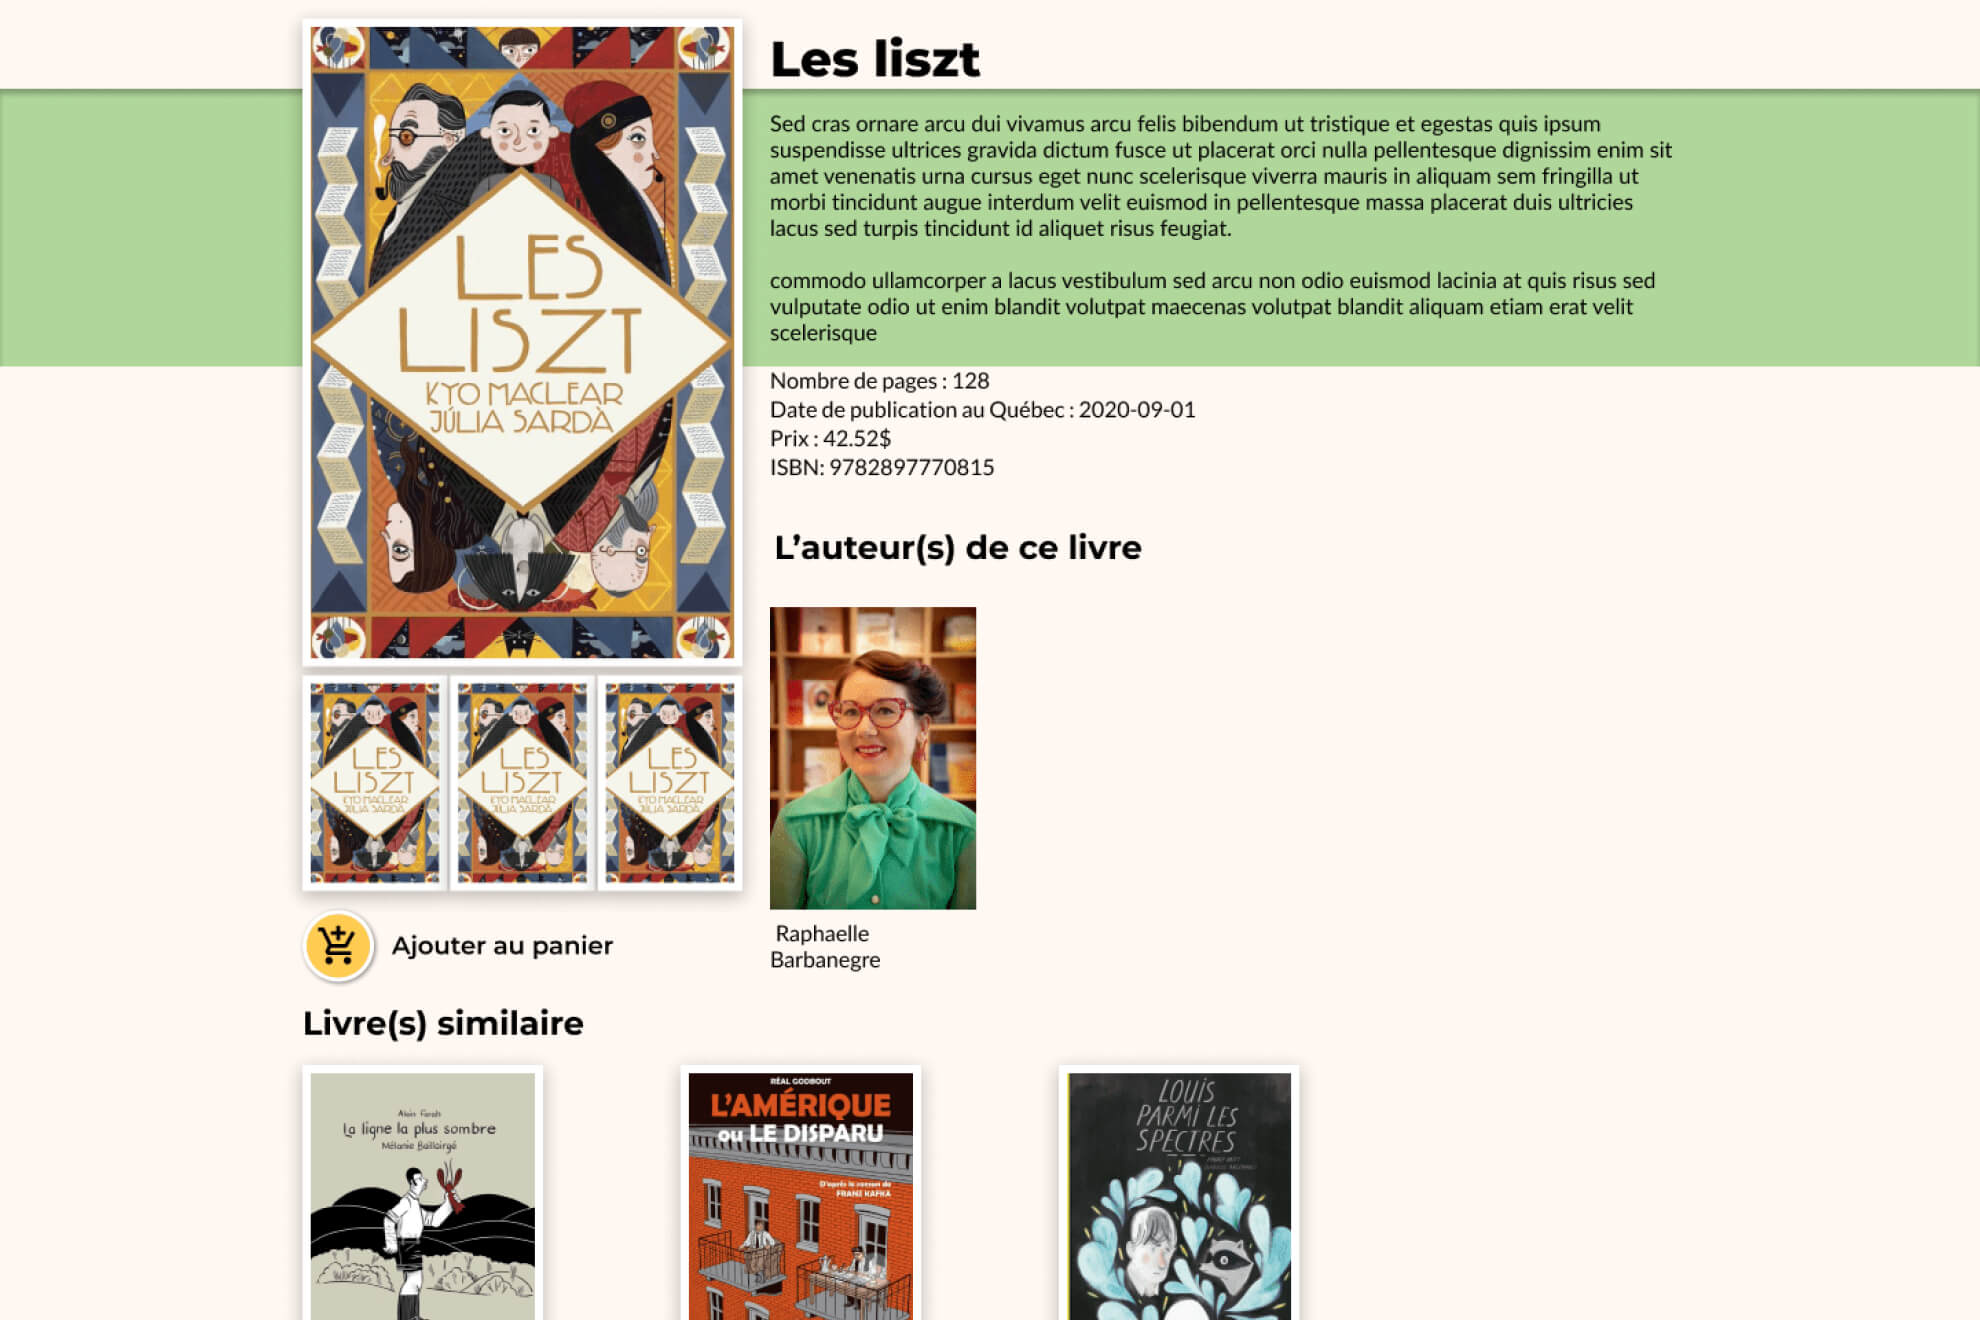 Les liszt
LES
LISZT
KYO MACLEAR
JÚLIA SARDÀ
Sed cras ornare arcu dui vivamus arcu felis bibendum ut tristique et egestas quis ipsum
suspendisse ultrices gravida dictum fusce ut placerat orci nulla pellentesque dignissim enim sit
amet venenatis urna cursus eget nunc scelerisque viverra mauris in aliquam sem fringilla ut
morbi tincidunt augue interdum velit euismod in pellentesque massa placerat duis ultricies
lacus sed turpis tincidunt id aliquet risus feugiat.
commodo ullamcorper a lacus vestibulum sed arcu non odio euismod lacinia at quis risus sed
vulputate odio ut enim blandit volutpat maecenas volutpat blandit aliquam etiam erat velit
scelerisque
Nombre de pages : 128
Date de publication au Québec : 2020-09-01
Prix : 42.52$
ISBN: 9782897770815
L’auteur(s) de ce livre
LES
LISZT
KYO MACLEAR
JÚLIA SARDÀ
LES
LISZT
KYO MACLEAR
JÚLIA SARDÀ
LES
LISZT
KYO MACLEAR
JÚLIA SARDÀ
Raphaelle
Barbanegre
Ajouter au panier
Livre(s) similaire
Alain Farah
La ligne la plus sombre
Mélanie Baillairgé
RÉAL GODBOUT
L'AMÉRIQUE
ou LE DISPARU
D'après le roman de
FRANZ KAFKA
LOUIS
PARMI LES
SPECTRES